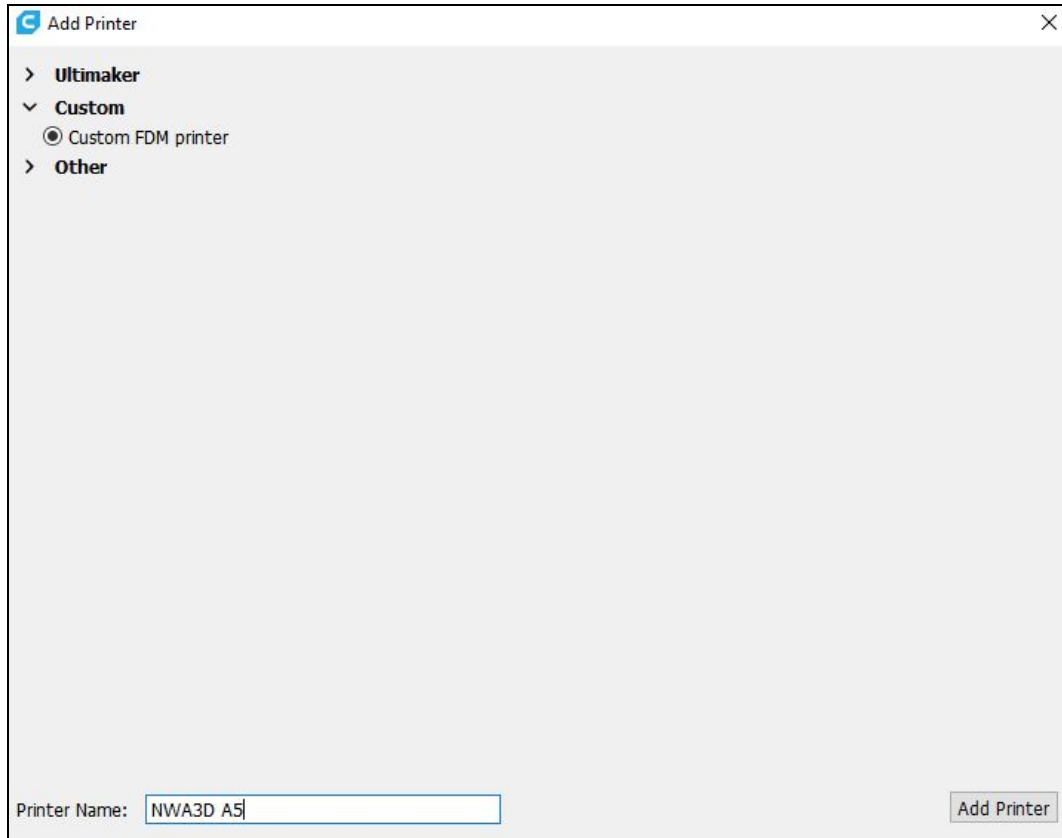 Add Printer
Ultimaker
Custom
Custom FDM printer
Other
Printer Name: NWA3D A5 Add Printer